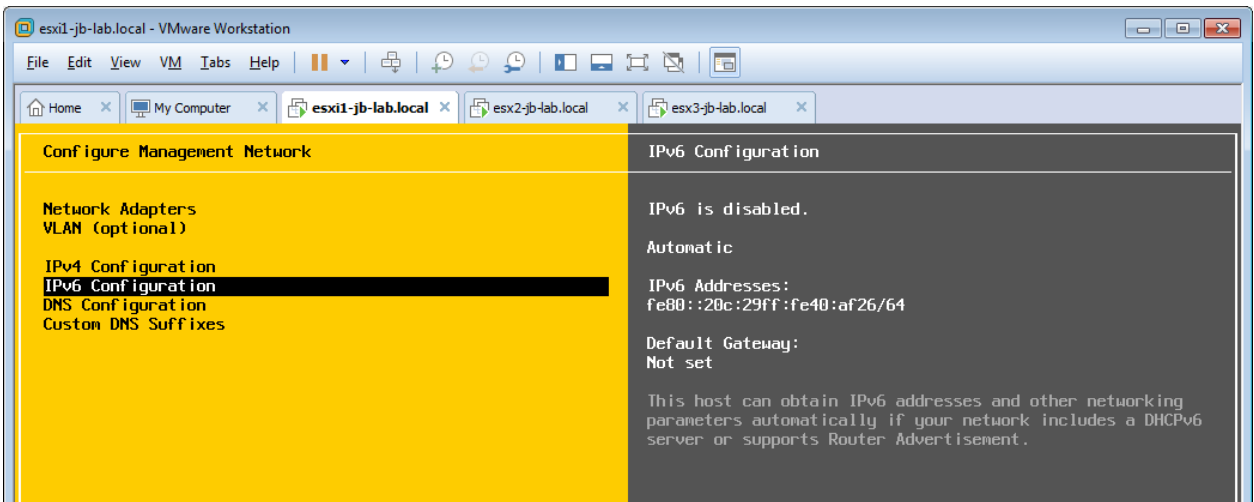 esxi1-jb-lab.local - VMware Workstation
File Edit View VM Tabs Help
Home My Computer esxi1-jb-lab.local esx2-jb-lab.local esx3-jb-lab.local
Configure Management Network
Network Adapters
VLAN (optional)
IPv4 Configuration
IPv6 Configuration
DNS Configuration
Custom DNS Suffixes
IPv6 Configuration
IPv6 is disabled.
Automatic
IPv6 Addresses:
fe80::20c:29ff:fe40:af26/64
Default Gateway:
Not set
This host can obtain IPv6 addresses and other networking
parameters automatically if your network includes a DHCPv6
server or supports Router Advertisement.